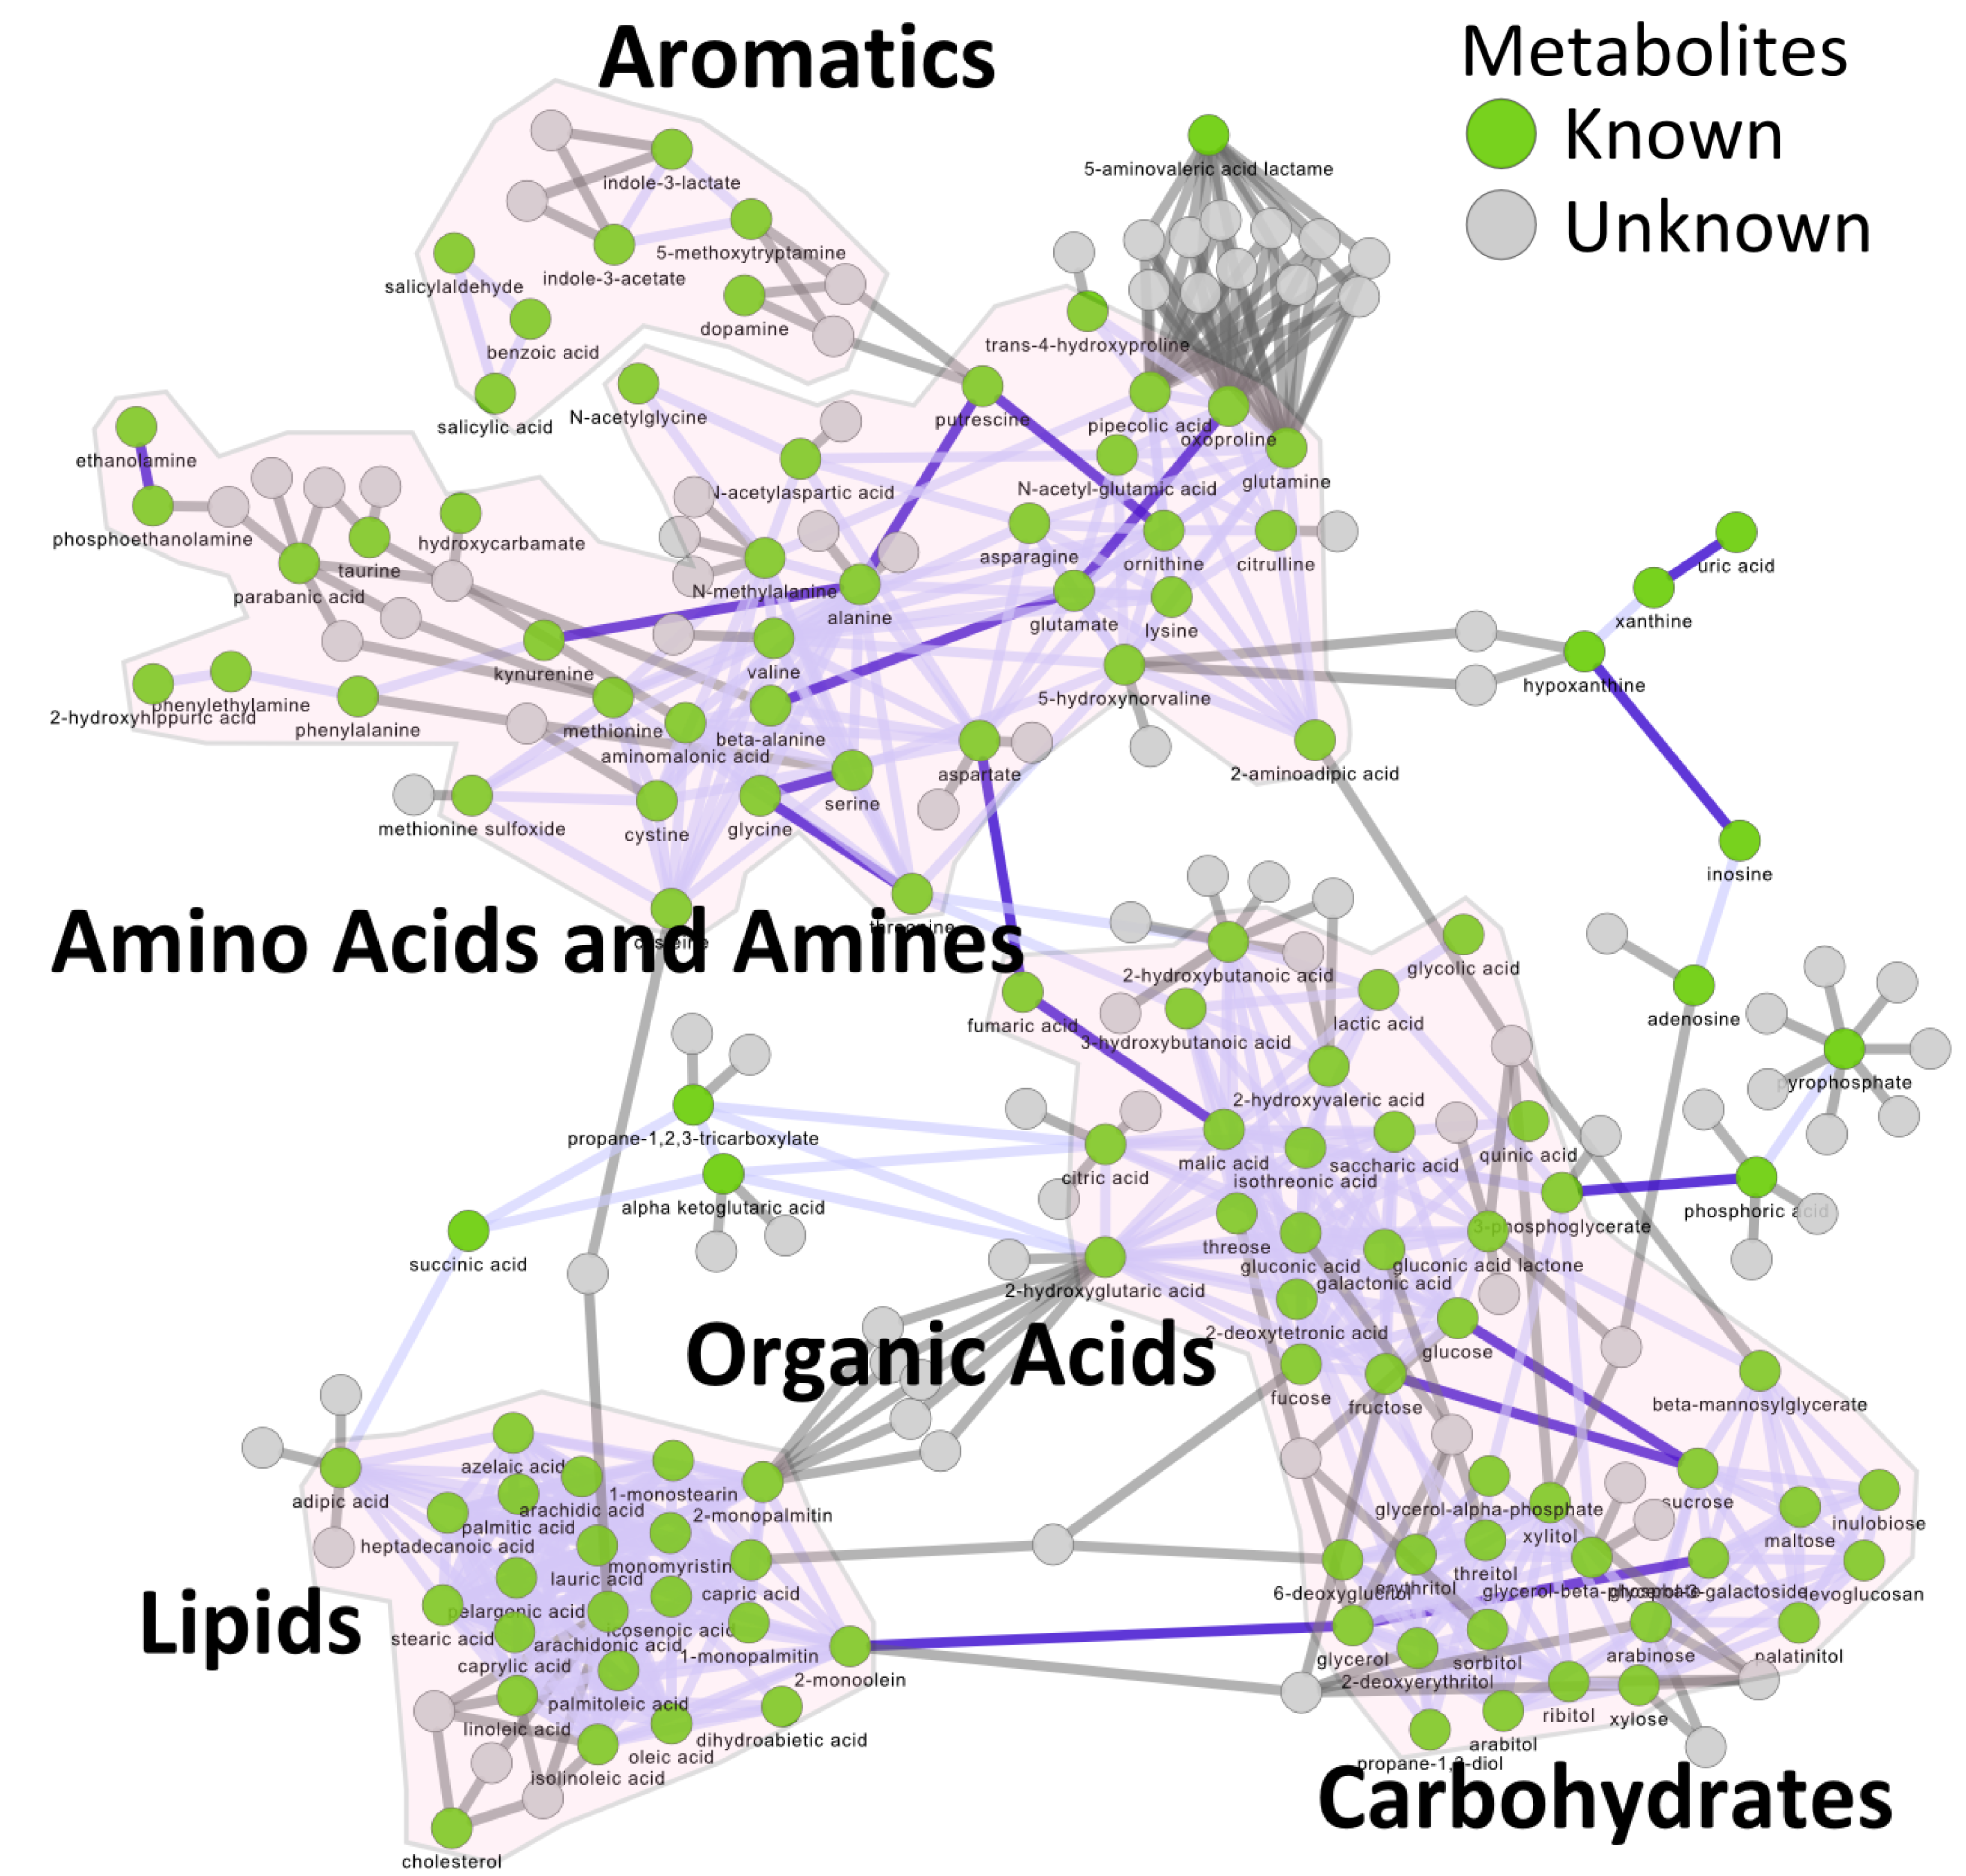 Aromatics
Metabolites
Known
Unknown
5-aminovaleric acid lactame
indole-3-lactate
5-methoxytryptamine
indole-3-acetate
salicylaldehyde
dopamine
benzoic acid
trans-4-hydroxyproline
N-acetylglycine
salicylic acid
putrescine
pipecolic acid
oxoproline
ethanolamine
N-acetylaspartic acid
N-acetyl-glutamic acid
glutamine
phosphoethanolamine
hydroxycarbamate
taurine
asparagine
ornithine
citrulline
uric acid
parabanic acid
N-methylalanine
alanine
glutamate
lysine
xanthine
kynurenine
valine
5-hydroxynorvaline
hypoxanthine
phenylethylamine
2-hydroxyhippuric acid
phenylalanine
methionine
beta-alanine
aminomalonic acid
aspartate
2-aminoadipic acid
serine
methionine sulfoxide
cystine
glycine
inosine
threonine
Amino Acids and Amines
2-hydroxybutanoic acid
glycolic acid
fumaric acid
lactic acid
3-hydroxybutanoic acid
adenosine
pyrophosphate
2-hydroxyvaleric acid
propane-1,2,3-tricarboxylate
malic acid
saccharic acid
quinic acid
citric acid
isothreonic acid
alpha ketoglutaric acid
phosphoric acid
3-phosphoglycerate
threose
succinic acid
gluconic acid
gluconic acid lactone
galactonic acid
2-hydroxyglutaric acid
Organic Acids
2-deoxytetronic acid
glucose
fucose
fructose
beta-mannosylglycerate
azelaic acid
adipic acid
1-monostearin
arachidic acid
2-monopalmitin
palmitic acid
heptadecanoic acid
glycerol-alpha-phosphate
sucrose
xylitol
inulobiose
maltose
monomyristin
lauric acid
capric acid
threitol
erythritol
6-deoxyglucitol
glycerol-beta-phosphate
glycerol-3-galactoside
levoglucosan
Lipids
pelargonic acid
icosenoic acid
stearic acid
arachidonic acid
1-monopalmitin
caprylic acid
2-monoolein
glycerol
sorbitol
arabinose
palatinitol
2-deoxyerythritol
palmitoleic acid
linoleic acid
ribitol
xylose
dihydroabietic acid
oleic acid
arabitol
isolinoleic acid
Carbohydrates
cholesterol